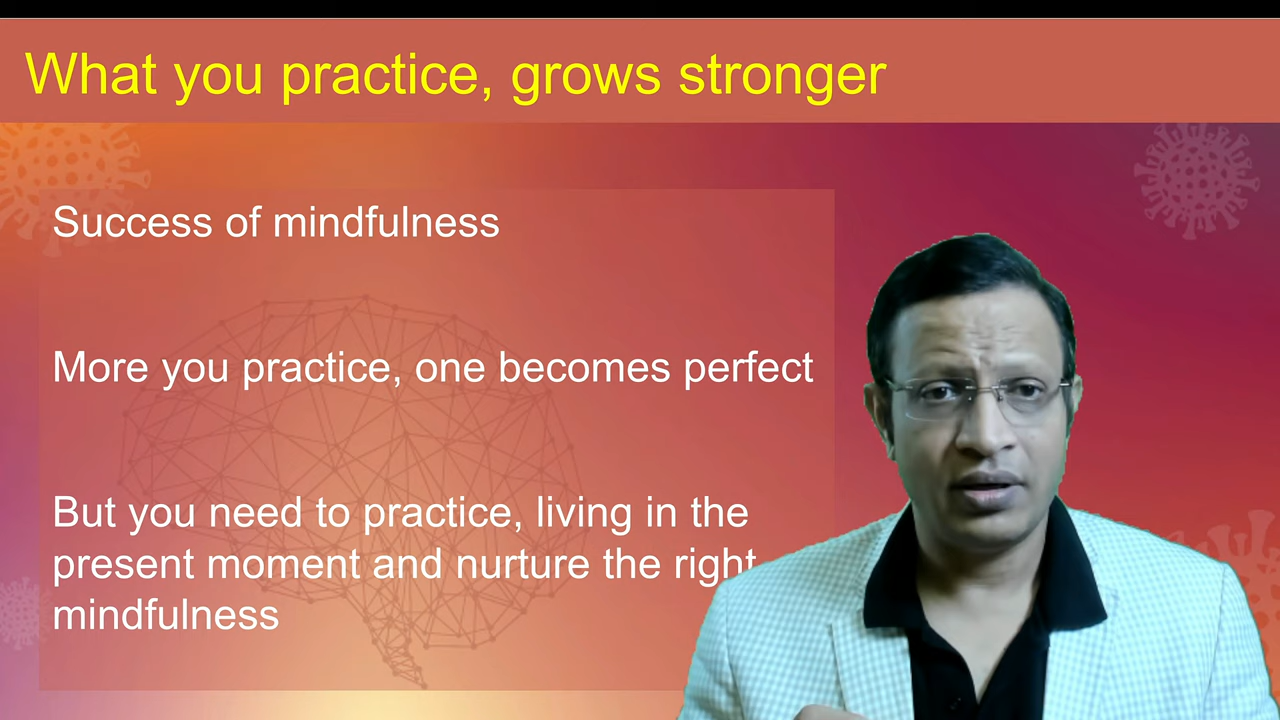 What you practice, grows stronger
Success of mindfulness
More you practice, one becomes perfect
But you need to practice, living in the
present moment and nurture the right
mindfulness